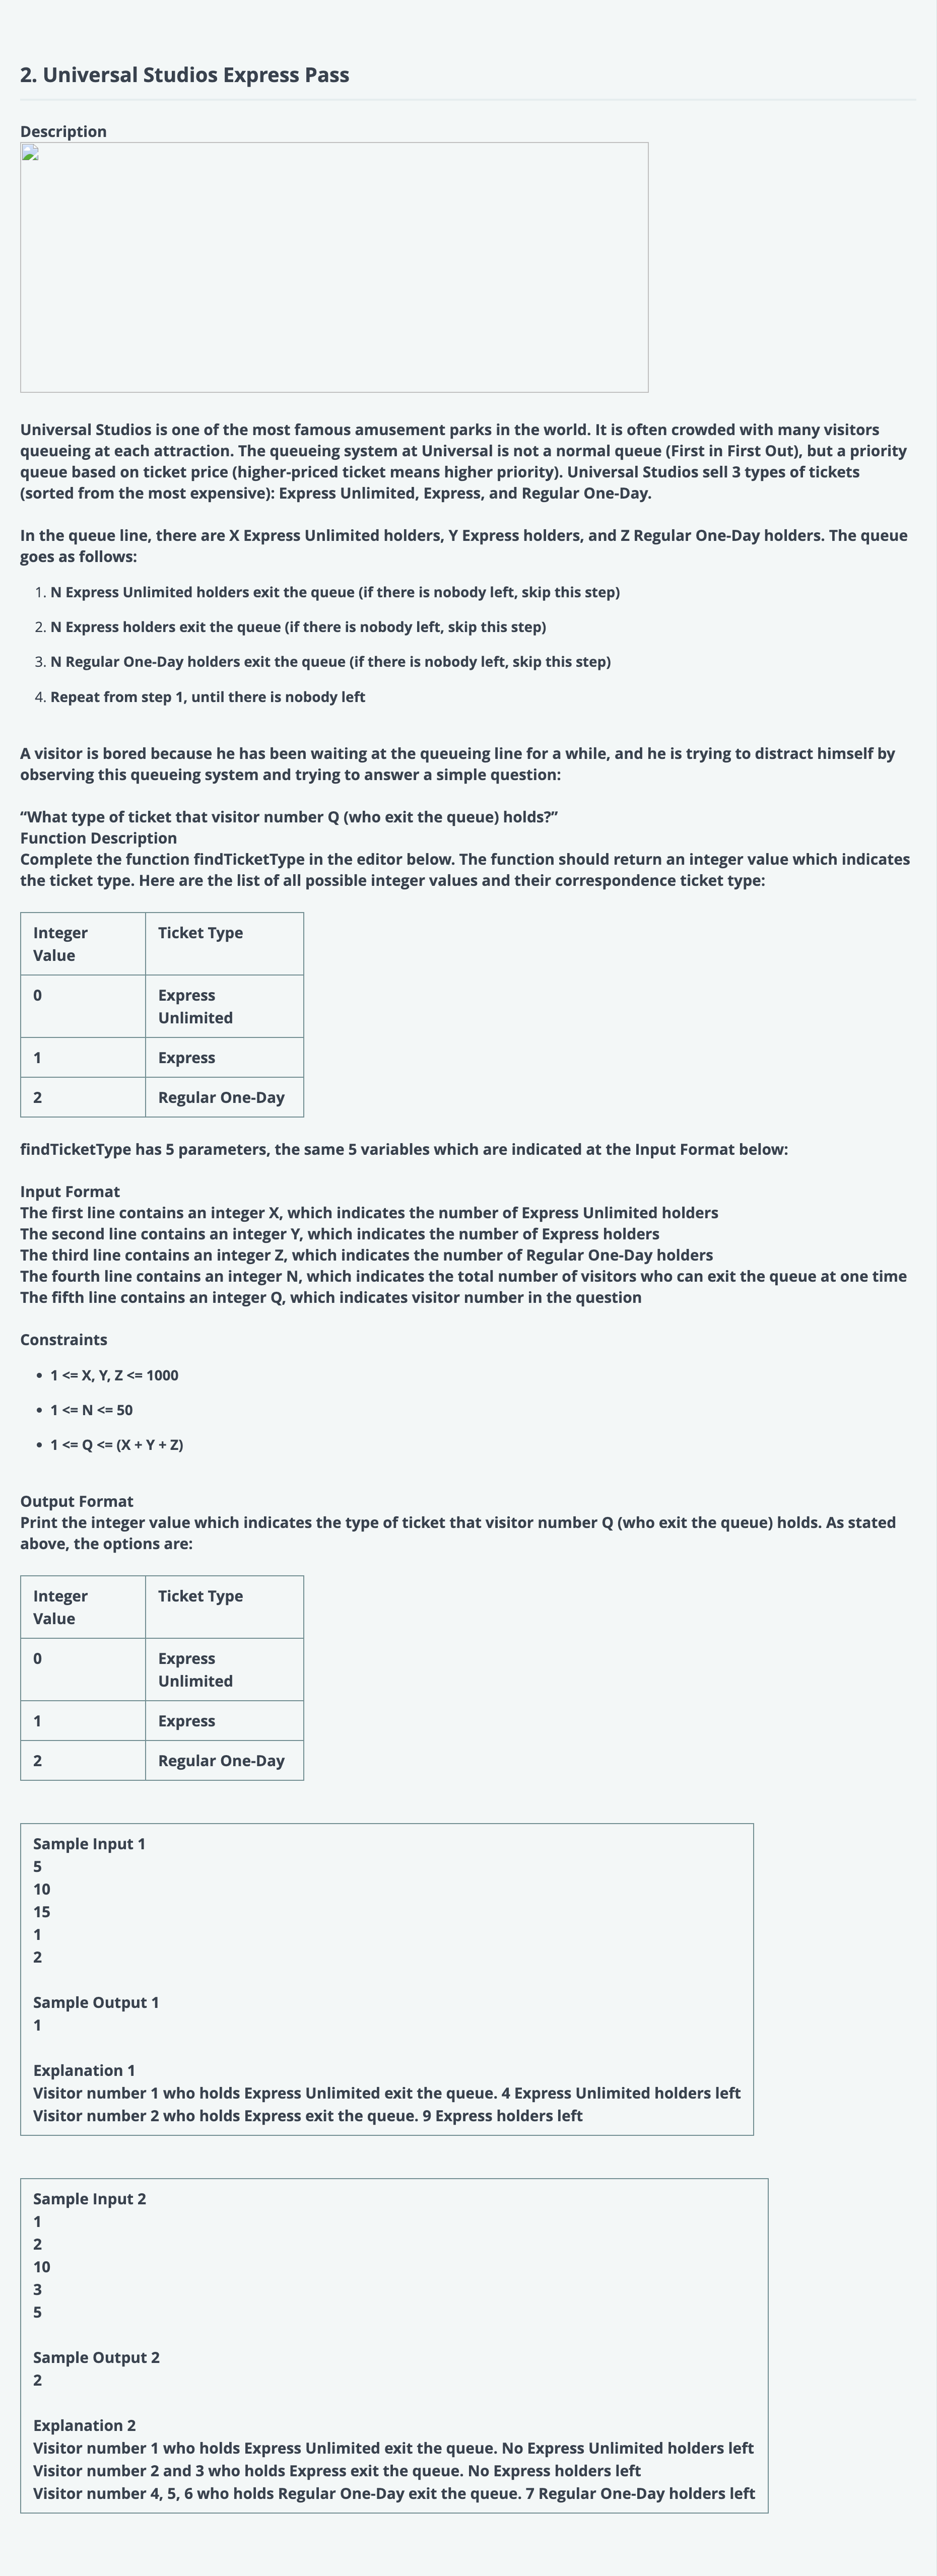 2. Universal Studios Express Pass
Description
Universal Studios is one of the most famous amusement parks in the world. It is often crowded with many visitors
queueing at each attraction. The queueing system at Universal is not a normal queue (First in First Out), but a priority
queue based on ticket price (higher-priced ticket means higher priority). Universal Studios sell 3 types of tickets
(sorted from the most expensive): Express Unlimited, Express, and Regular One-Day.
In the queue line, there are X Express Unlimited holders, Y Express holders, and Z Regular One-Day holders. The queue
goes as follows:
1. N Express Unlimited holders exit the queue (if there is nobody left, skip this step)
2. N Express holders exit the queue (if there is nobody left, skip this step)
3. N Regular One-Day holders exit the queue (if there is nobody left, skip this step)
4. Repeat from step 1, until there is nobody left
A visitor is bored because he has been waiting at the queueing line for a while, and he is trying to distract himself by
observing this queueing system and trying to answer a simple question:
“What type of ticket that visitor number Q (who exit the queue) holds?”
Function Description
Complete the function findTicketType in the editor below. The function should return an integer value which indicates
the ticket type. Here are the list of all possible integer values and their correspondence ticket type:
Integer Ticket Type
Value
0 Express
Unlimited
1 Express
2 Regular One-Day
findTicketType has 5 parameters, the same 5 variables which are indicated at the Input Format below:
Input Format
The first line contains an integer X, which indicates the number of Express Unlimited holders
The second line contains an integer Y, which indicates the number of Express holders
The third line contains an integer Z, which indicates the number of Regular One-Day holders
The fourth line contains an integer N, which indicates the total number of visitors who can exit the queue at one time
The fifth line contains an integer Q, which indicates visitor number in the question
Constraints
• 1 <= X, Y, Z <= 1000
• 1 <= N <= 50
• 1 <= Q <= (X + Y + Z)
Output Format
Print the integer value which indicates the type of ticket that visitor number Q (who exit the queue) holds. As stated
above, the options are:
Integer Ticket Type
Value
0 Express
Unlimited
1 Express
2 Regular One-Day
Sample Input 1
5
10
15
1
2
Sample Output 1
1
Explanation 1
Visitor number 1 who holds Express Unlimited exit the queue. 4 Express Unlimited holders left
Visitor number 2 who holds Express exit the queue. 9 Express holders left
Sample Input 2
1
2
10
3
5
Sample Output 2
2
Explanation 2
Visitor number 1 who holds Express Unlimited exit the queue. No Express Unlimited holders left
Visitor number 2 and 3 who holds Express exit the queue. No Express holders left
Visitor number 4, 5, 6 who holds Regular One-Day exit the queue. 7 Regular One-Day holders left